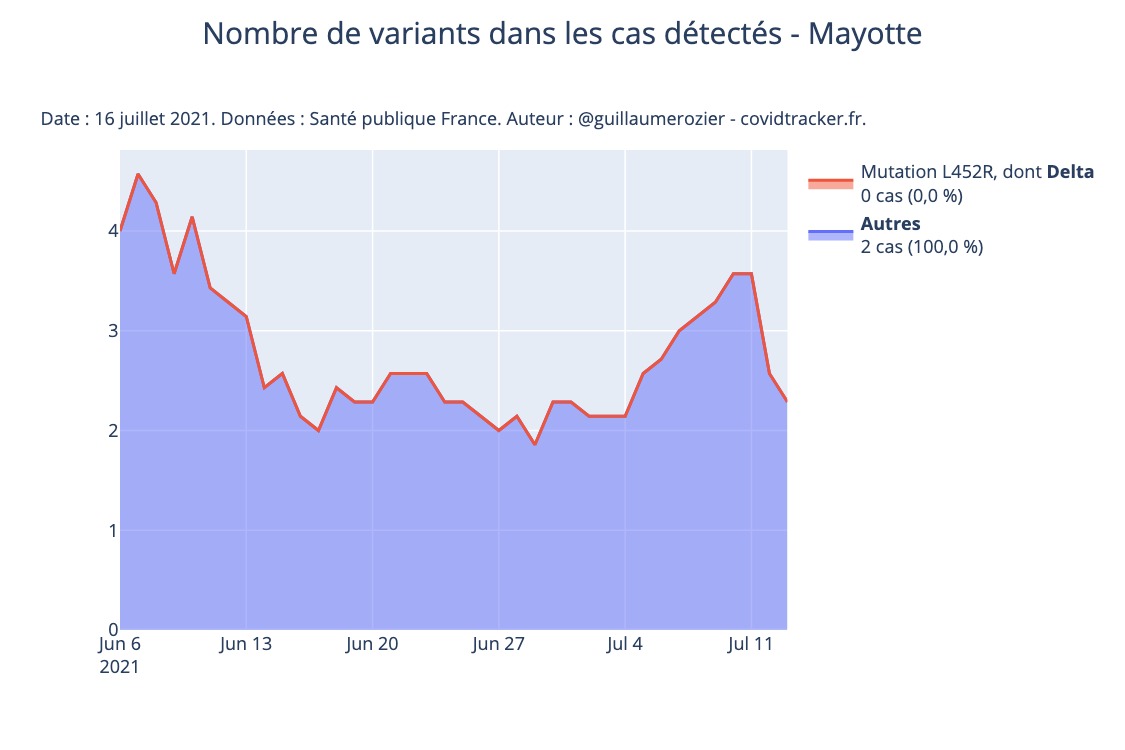 Nombre de variants dans les cas détectés - Mayotte
Date : 16 juillet 2021. Données : Santé publique France. Auteur : @guillaumerozier - covidtracker.fr.
Mutation L452R, dont Delta
0 cas (0,0 %)
Autres
2 cas (100,0 %)
4
3
2
1
0
Jun 6
2021
Jun 13
Jun 20
Jun 27
Jul 4
Jul 11